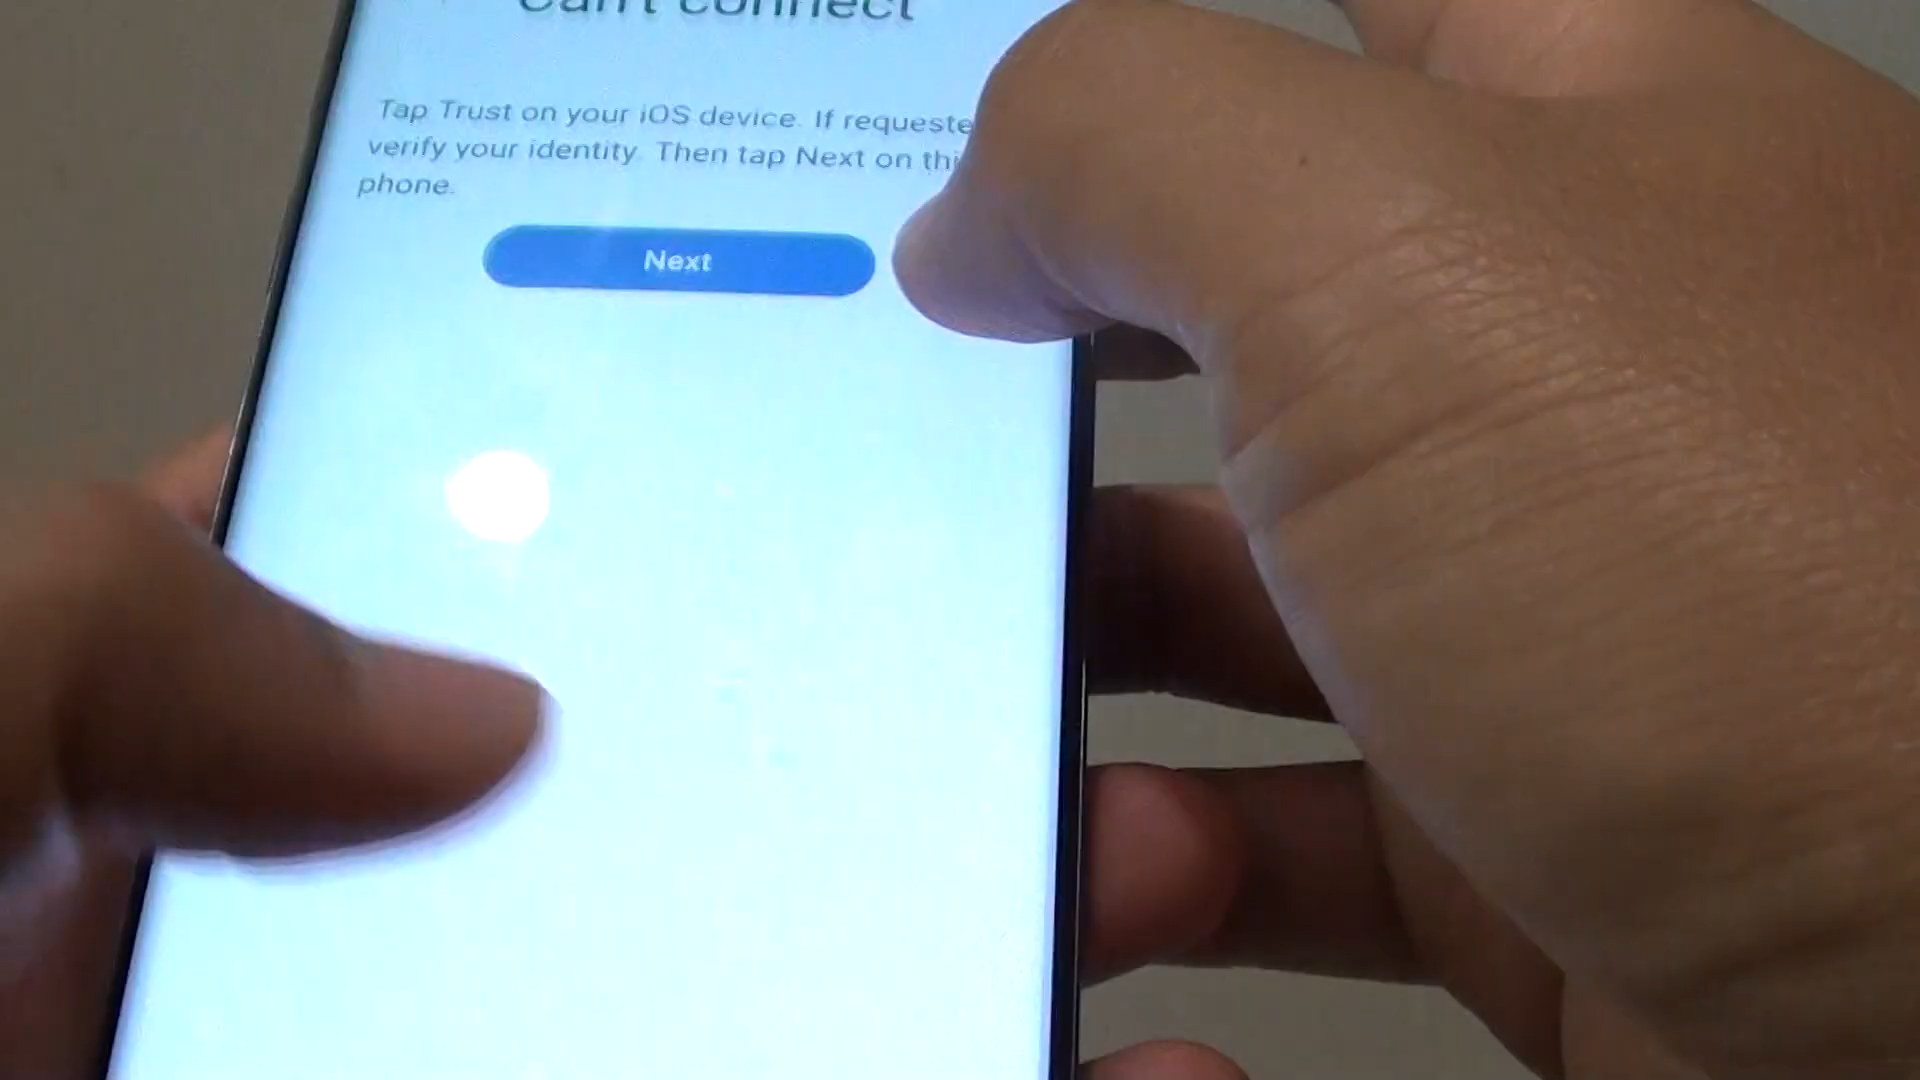 Can't connect
Tap Trust on your iOS device. If requeste
verify your identity. Then tap Next on thi
phone.
Next